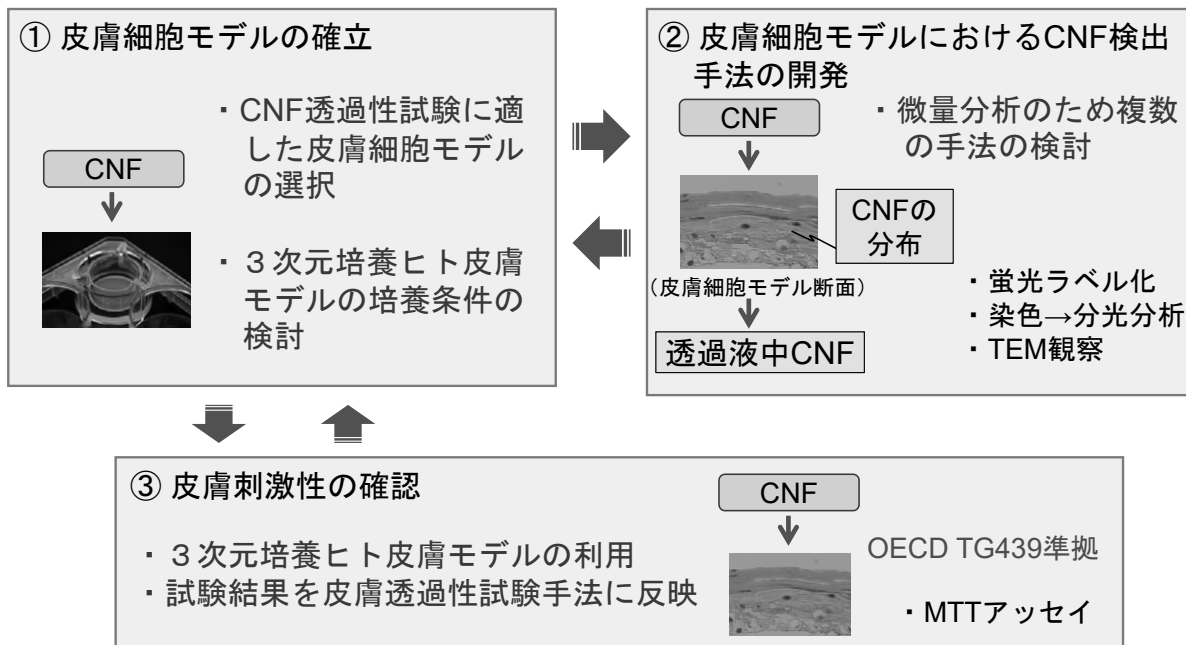 ① 皮膚細胞モデルの確立
・CNF透過性試験に適
した皮膚細胞モデル
の選択
CNF
・３次元培養ヒト皮膚
モデルの培養条件の
検討
② 皮膚細胞モデルにおけるCNF検出
手法の開発
CNF
・微量分析のため複数
の手法の検討
CNFの
分布
(皮膚細胞モデル断面)
透過液中CNF
・蛍光ラベル化
・染色→分光分析
・TEM観察
③ 皮膚刺激性の確認
・３次元培養ヒト皮膚モデルの利用
・試験結果を皮膚透過性試験手法に反映
CNF
OECD TG439準拠
・MTTアッセイ